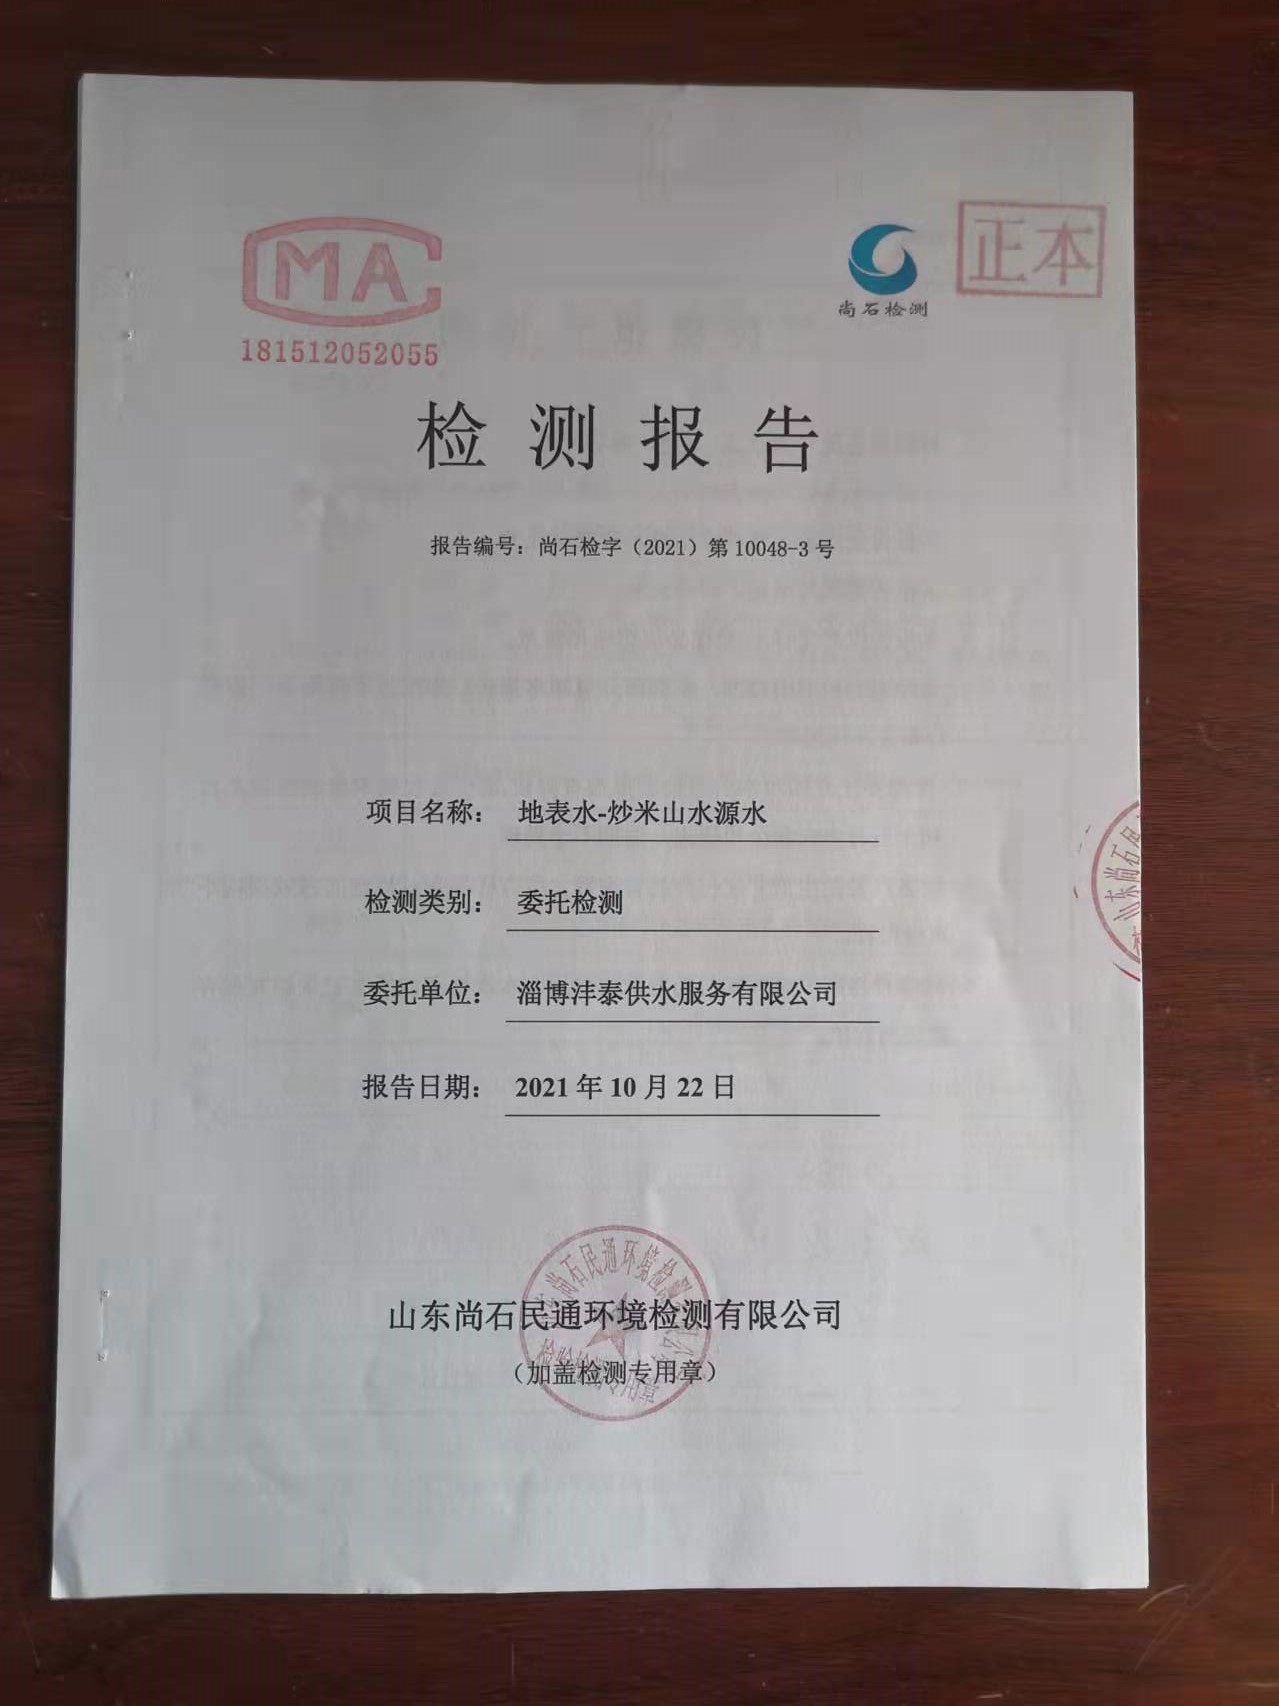 CMA
正本
尚石检测
181512052055
检测报告
报告编号：尚石检字（2021）第10048-3号
项目名称： 地表水-炒米山水源水
检测类别： 委托检测
委托单位： 淄博沣泰供水服务有限公司
报告日期： 2021年10月22日
山东尚石民通环境检测有限公司
（加盖检测专用章）
山东尚石民